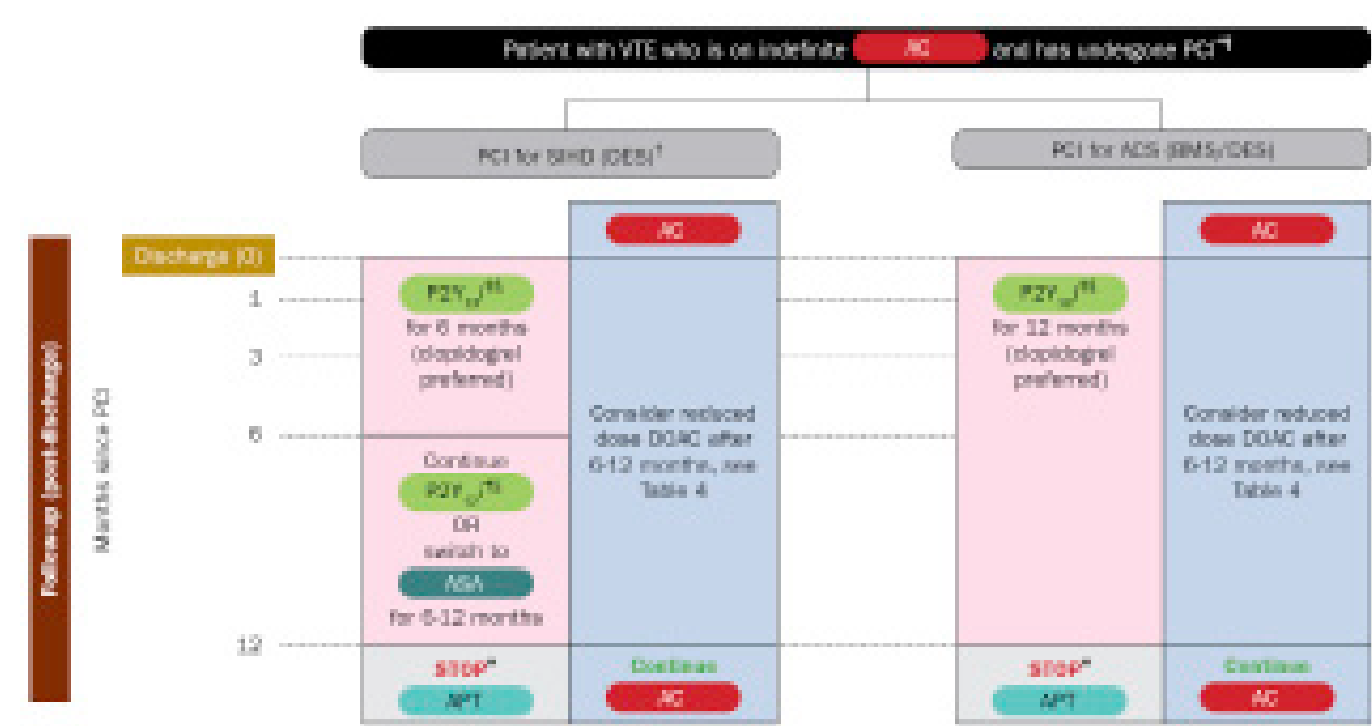 Patient with VTE who is on indefinite AC and has undergone PCI
PCI for SIHD (DES)†
PCI for ACS (BMS/DES)
AC
AC
Discharge (0)
1
3
6
12
Follow-up (post-discharge)
Months since PCI
P2Y
for 6 months
(clopidogrel
preferred)
Continue
P2Y
OR
switch to
ASA
for 6-12 months
STOP*
APT
Consider reduced
dose DOAC after
6-12 months, see
Table 4
Continue
AC
P2Y
for 12 months
(clopidogrel
preferred)
STOP*
APT
Consider reduced
dose DOAC after
6-12 months, see
Table 4
Continue
AC